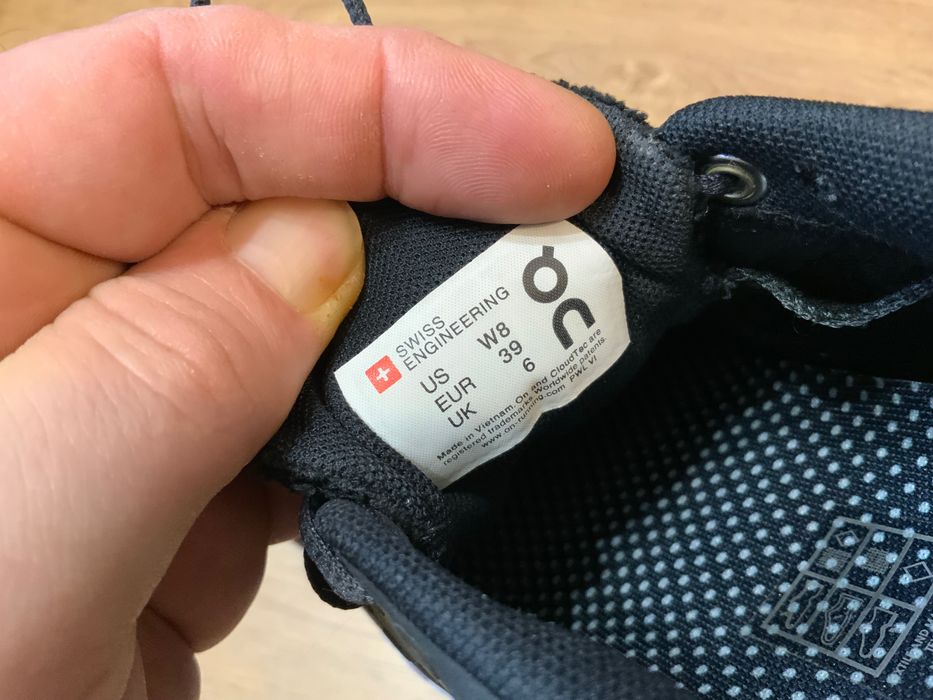 SWISS
ENGINEERING
On
US W8
EUR 39
UK 6
Made in Vietnam. On and CloudTec are
registered trademarks. Worldwide patents.
www.on-running.com PWL VI